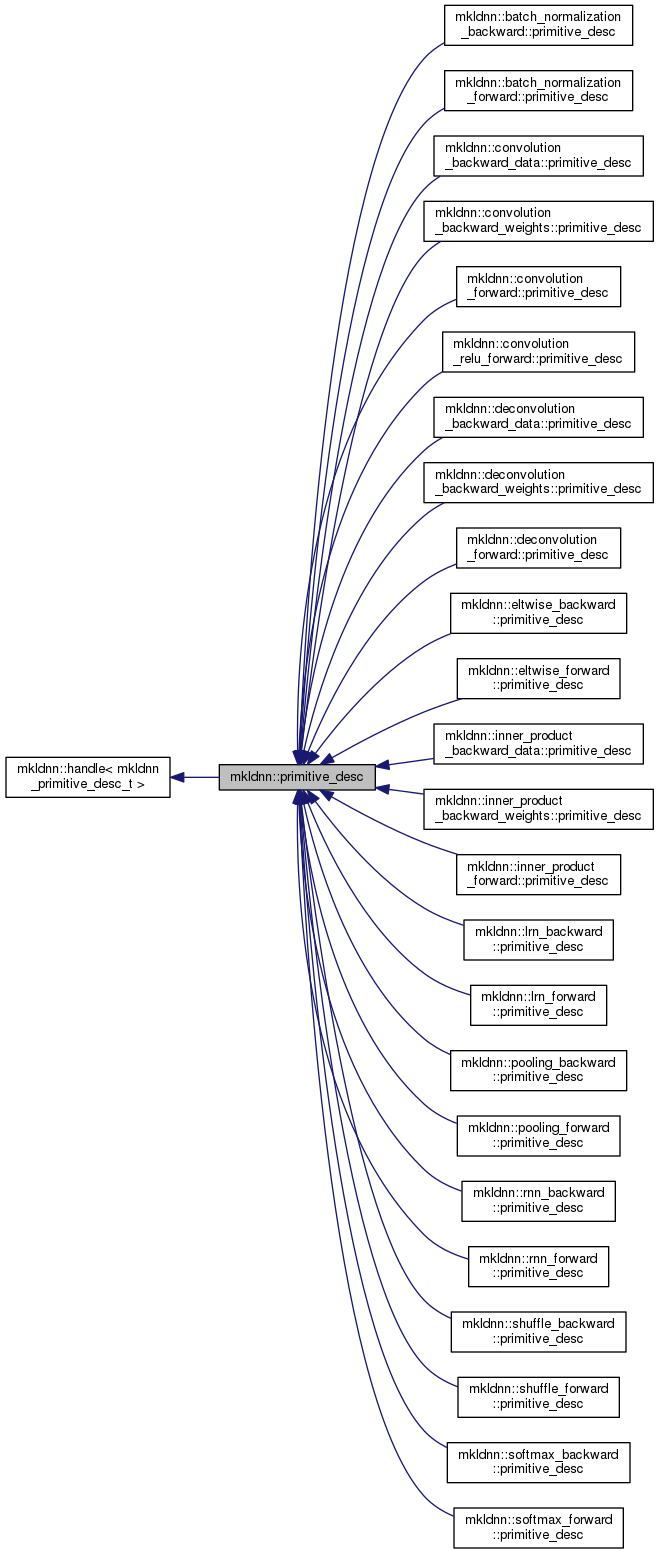 mkldnn::batch_normalization
_backward::primitive_desc
mkldnn::batch_normalization
_forward::primitive_desc
mkldnn::convolution
_backward_data::primitive_desc
mkldnn::convolution
_backward_weights::primitive_desc
mkldnn::convolution
_forward::primitive_desc
mkldnn::convolution
_relu_forward::primitive_desc
mkldnn::deconvolution
_backward_data::primitive_desc
mkldnn::deconvolution
_backward_weights::primitive_desc
mkldnn::deconvolution
_forward::primitive_desc
mkldnn::eltwise_backward
::primitive_desc
mkldnn::eltwise_forward
::primitive_desc
mkldnn::inner_product
_backward_data::primitive_desc
mkldnn::handle< mkldnn
_primitive_desc_t >
mkldnn::primitive_desc
mkldnn::inner_product
_backward_weights::primitive_desc
mkldnn::inner_product
_forward::primitive_desc
mkldnn::lrn_backward
::primitive_desc
mkldnn::lrn_forward
::primitive_desc
mkldnn::pooling_backward
::primitive_desc
mkldnn::pooling_forward
::primitive_desc
mkldnn::rnn_backward
::primitive_desc
mkldnn::rnn_forward
::primitive_desc
mkldnn::shuffle_backward
::primitive_desc
mkldnn::shuffle_forward
::primitive_desc
mkldnn::softmax_backward
::primitive_desc
mkldnn::softmax_forward
::primitive_desc